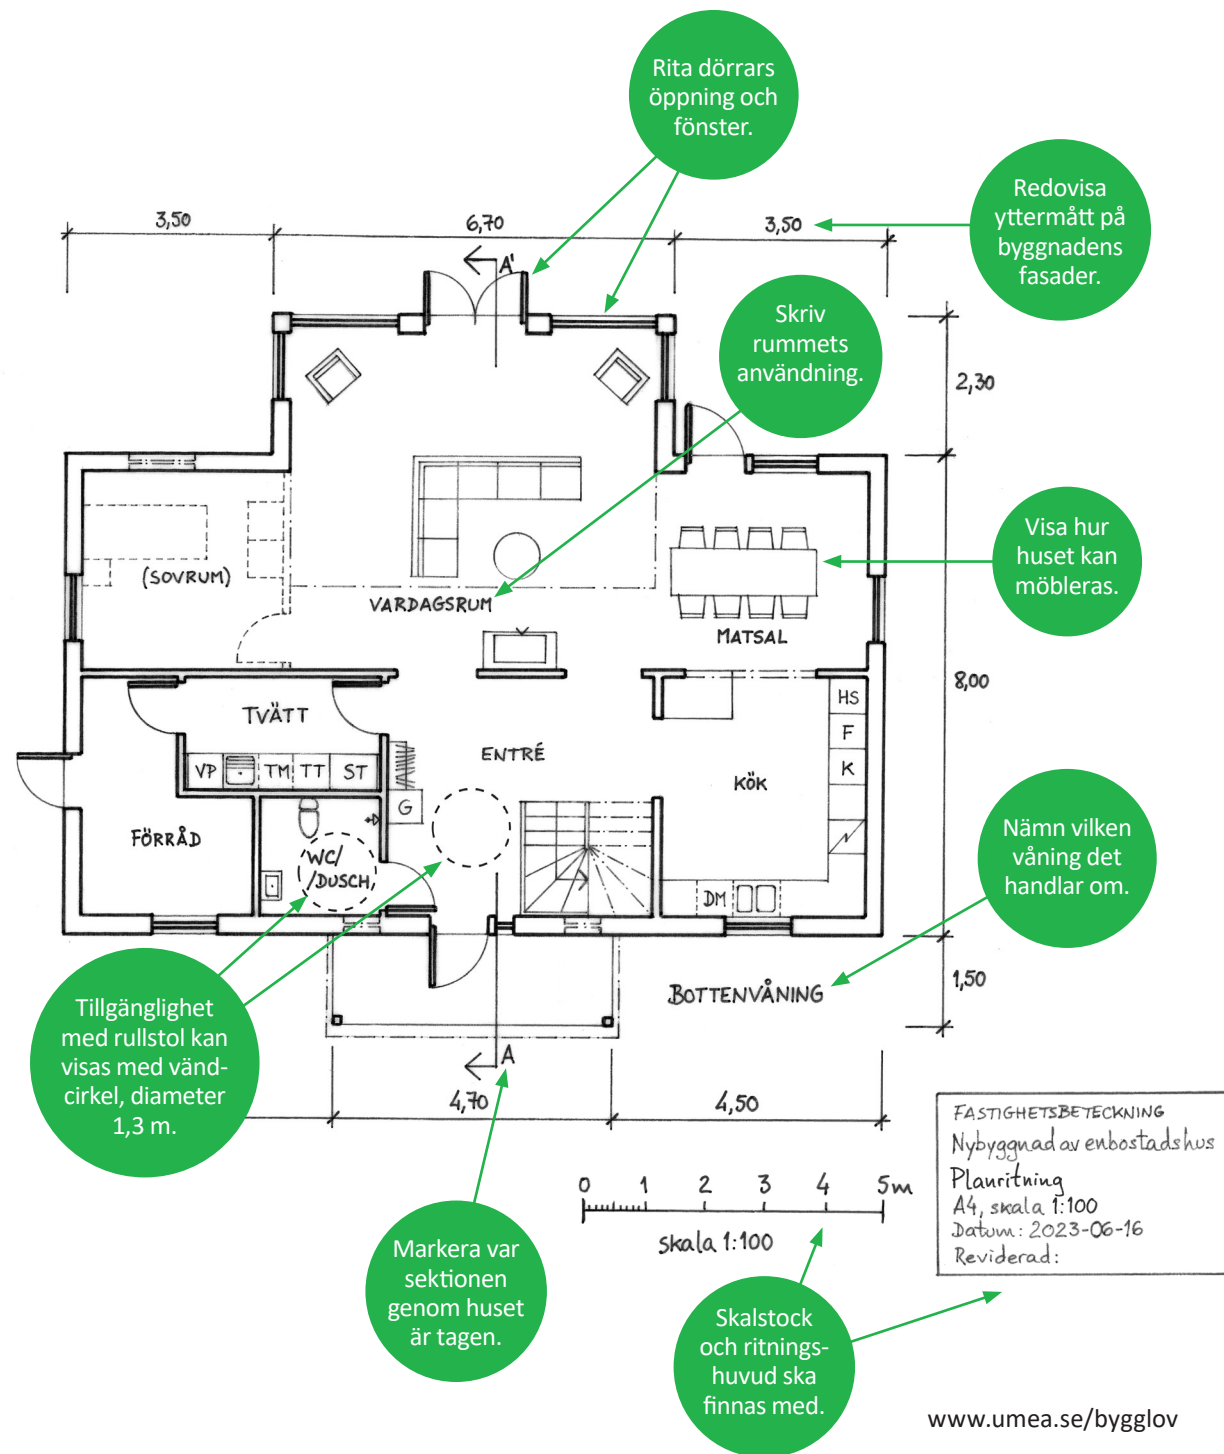 Rita dörrars
öppning och
fönster.
Redovisa
yttermått på
byggnadens
fasader.
3,50
6,70
3,50
A'
Skriv
rummets
användning.
2,30
Visa hur
huset kan
möbleras.
(SOVRUM)
VARDAGSRUM
MATSAL
8,00
TVÄTT
HS
F
K
ENTRÉ
VP
TM
TT
ST
KÖK
G
FÖRRÅD
WC/
/DUSCH
DM
Nämn vilken
våning det
handlar om.
BOTTENVÅNING
1,50
Tillgänglighet
med rullstol kan
visas med vänd-
cirkel, diameter
1,3 m.
A
4,70
4,50
FASTIGHETSBETECKNING
Nybyggnad av enbostadshus
Planritning
A4, skala 1:100
Datum: 2023-06-16
Reviderad:
0 1 2 3 4 5m
skala 1:100
Markera var
sektionen
genom huset
är tagen.
Skalstock
och ritnings-
huvud ska
finnas med.
www.umea.se/bygglov